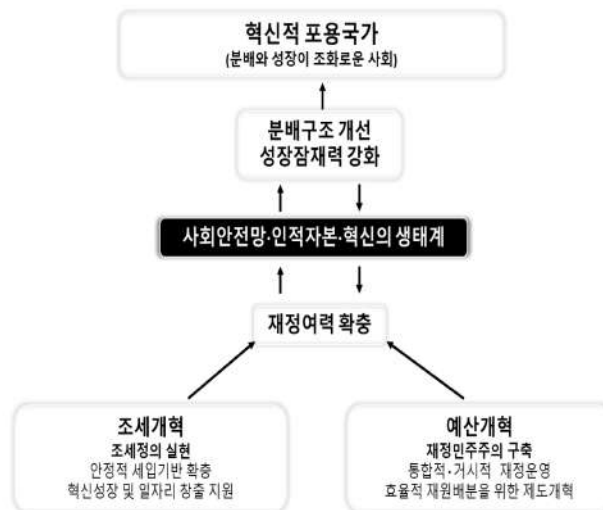 혁신적 포용국가
(분배와 성장이 조화로운 사회)
분배구조 개선
성장잠재력 강화
사회안전망·인적자본·혁신의 생태계
재정여력 확충
조세개혁
조세정의 실현
안정적 세입기반 확충
혁신성장 및 일자리 창출 지원
예산개혁
재정민주주의 구축
통합적·거시적 재정운영
효율적 재원배분을 위한 제도개혁